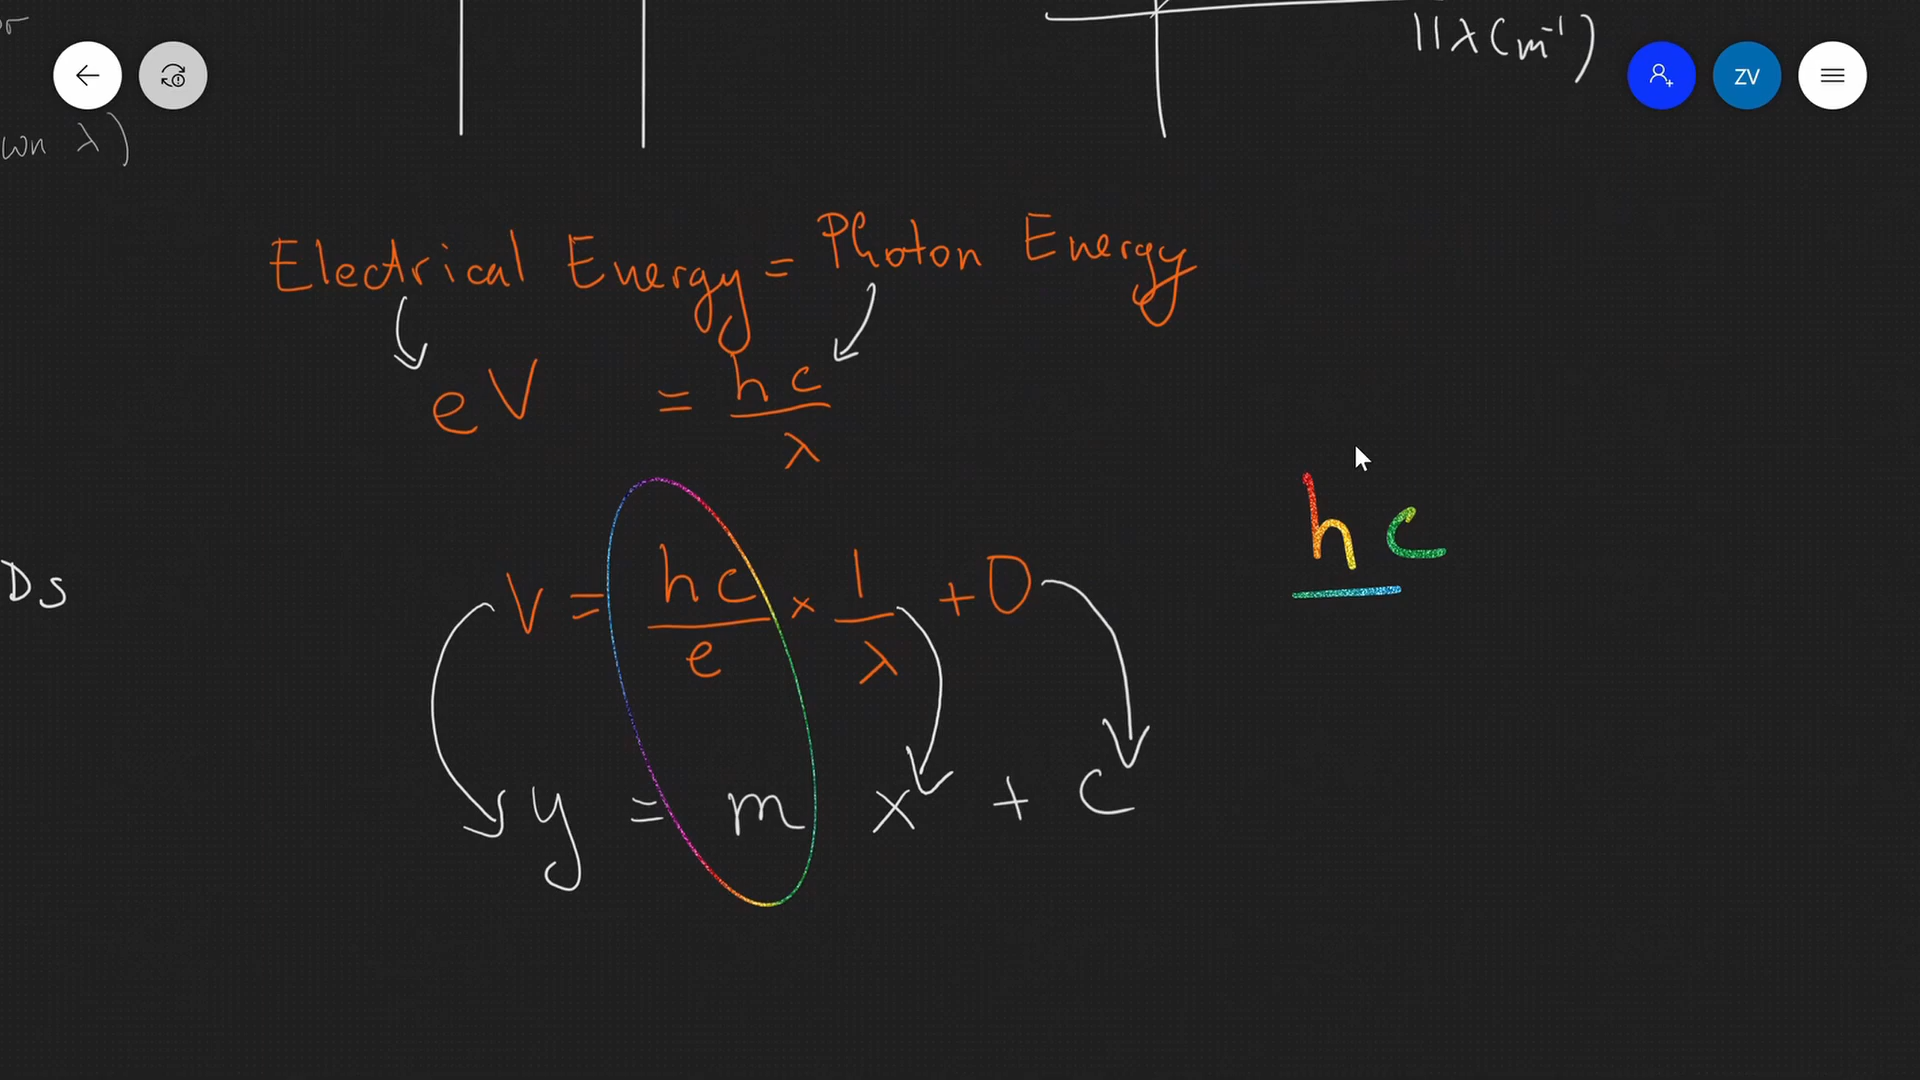 1/λ (m⁻¹)
ZV
wn λ)
Electrical Energy = Photon Energy
eV = hc/λ
hc
V = hc/e × 1/λ + 0
Ds
y = m x + c